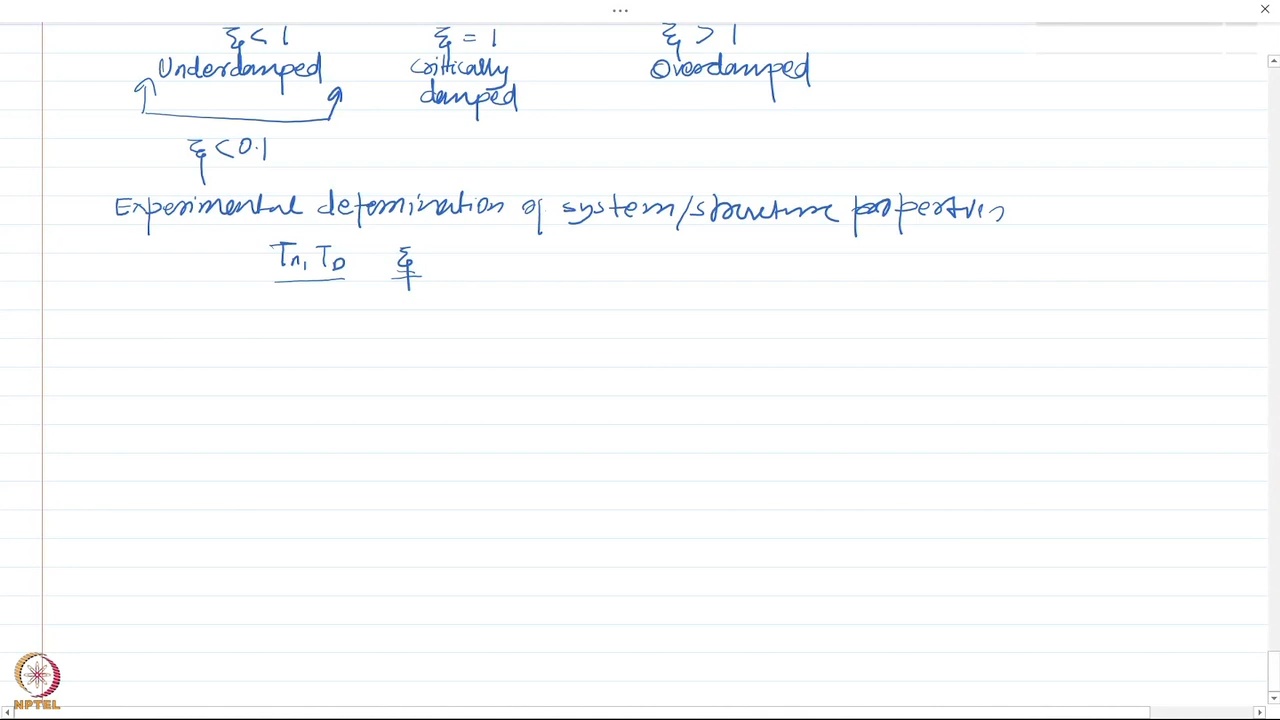 ξ < 1 ξ = 1 ξ > 1
Underdamped Critically damped Overdamped
ξ < 0.1
Experimental determination of system/structure properties
Tn, TD ξ
NPTEL